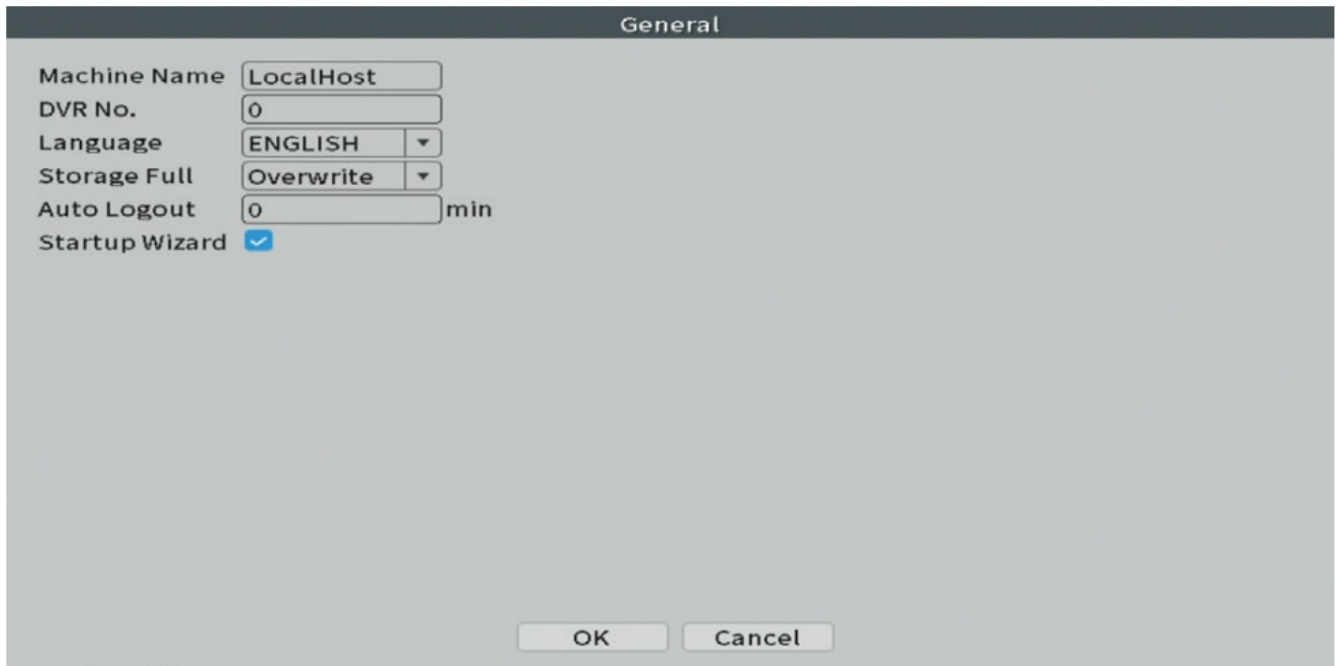 General
Machine Name LocalHost
DVR No. 0
Language ENGLISH
Storage Full Overwrite
Auto Logout 0 min
Startup Wizard
OK Cancel